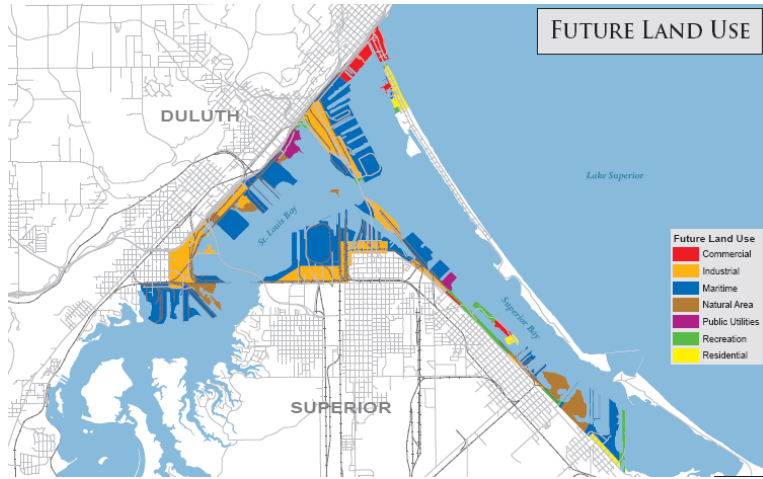 FUTURE LAND USE
DULUTH
Lake Superior
St. Louis Bay
Future Land Use
Commercial
Industrial
Maritime
Natural Area
Public Utilities
Recreation
Residential
Superior Bay
SUPERIOR